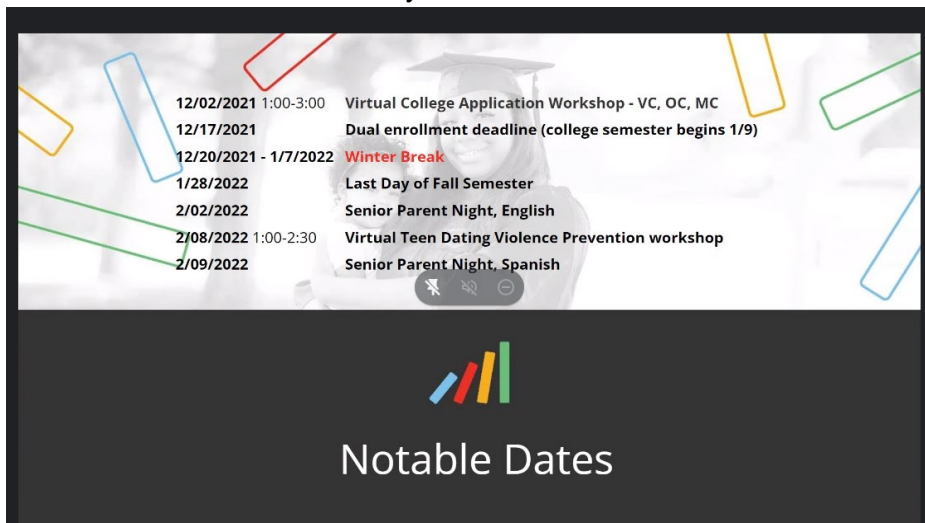 12/02/2021 1:00-3:00 Virtual College Application Workshop - VC, OC, MC
12/17/2021 Dual enrollment deadline (college semester begins 1/9)
12/20/2021 - 1/7/2022 Winter Break
1/28/2022 Last Day of Fall Semester
2/02/2022 Senior Parent Night, English
2/08/2022 1:00-2:30 Virtual Teen Dating Violence Prevention workshop
2/09/2022 Senior Parent Night, Spanish
Notable Dates